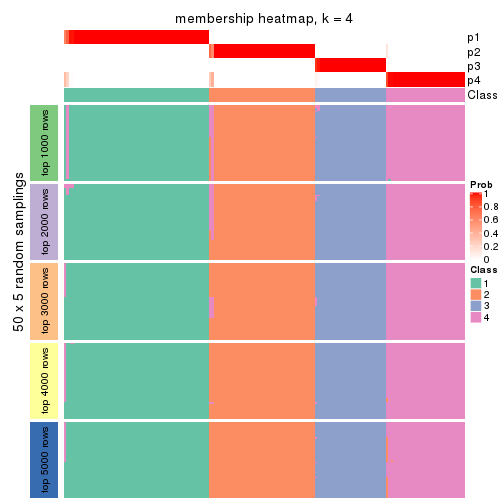 membership heatmap, k = 4
p1
p2
p3
p4
Class
50 x 5 random samplings
top 1000 rows
top 2000 rows
top 3000 rows
top 4000 rows
top 5000 rows
Prob
1
0.8
0.6
0.4
0.2
0
Class
1
2
3
4